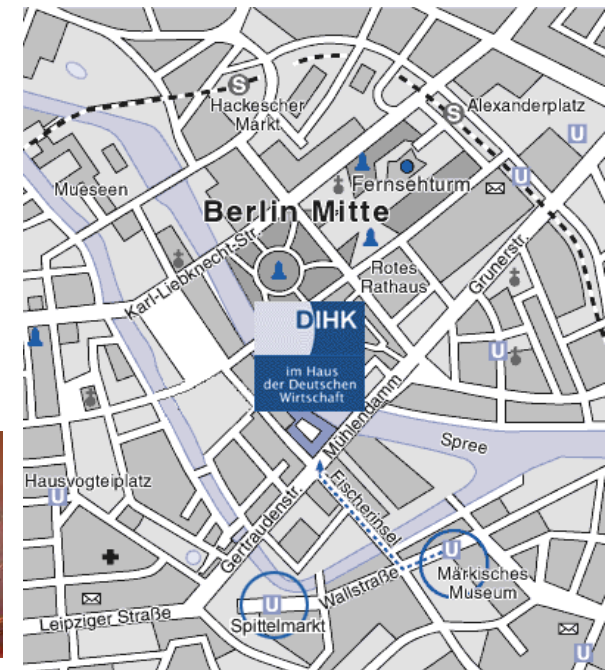 S
Hackescher
Markt
S
Alexanderplatz
U
Mueseen
Fernsehturm
U
Berlin Mitte
Karl-Liebknecht-Str.
Rotes
Rathaus
Grunerstr.
DIHK
im Haus
der Deutschen
Wirtschaft
U
Mühlendamm
Spree
Hausvogteiplatz
U
Fischerinsel
Gertraudenstr.
U
Märkisches
Museum
Wallstraße
U
Spittelmarkt
Leipziger Straße
U